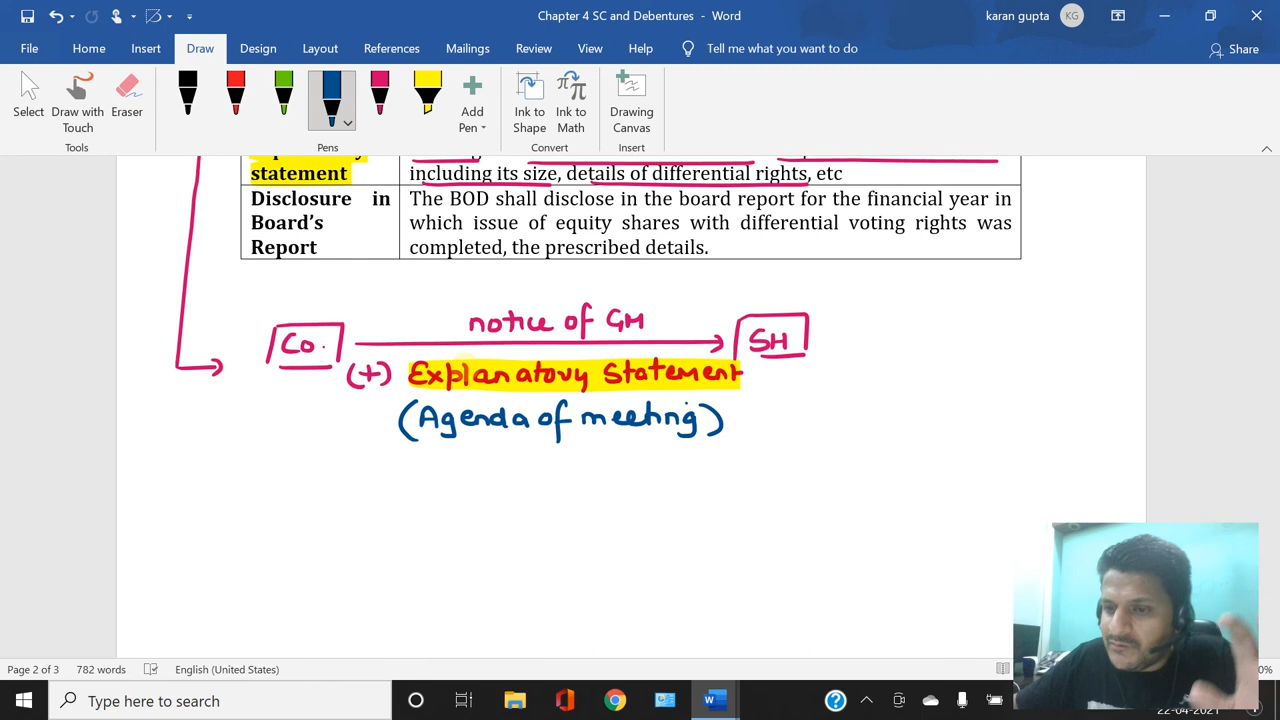 Chapter 4 SC and Debentures - Word
karan gupta
KG
File Home Insert Draw Design Layout References Mailings Review View Help Tell me what you want to do Share
Select Draw with Touch Eraser Add Pen Ink to Shape Ink to Math Drawing Canvas
Tools Pens Convert Insert
statement
including its size, details of differential rights, etc
Disclosure in Board's Report
The BOD shall disclose in the board report for the financial year in
which issue of equity shares with differential voting rights was
completed, the prescribed details.
notice of GM
Co.
SH
(+) Explanatory Statement
(Agenda of meeting)
Page 2 of 3 782 words English (United States)
Type here to search
22-04-2021